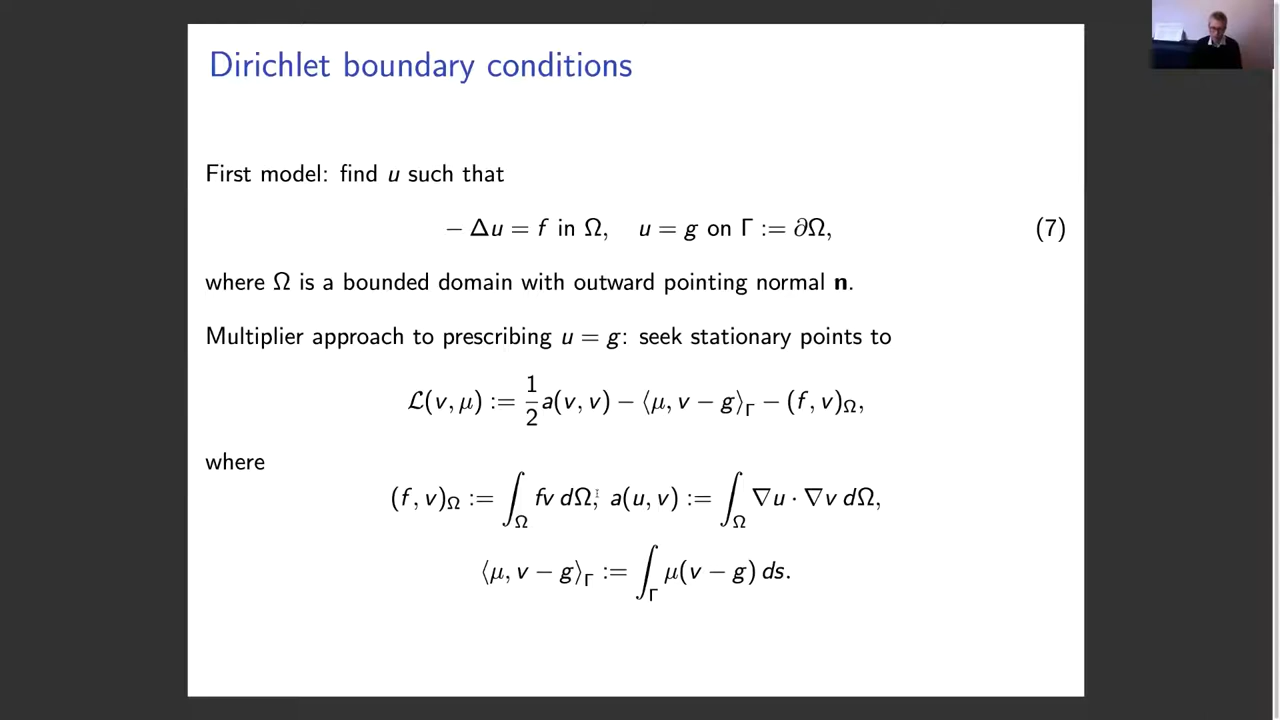 Dirichlet boundary conditions
First model: find u such that
− Δu = f in Ω, u = g on Γ := ∂Ω, (7)
where Ω is a bounded domain with outward pointing normal n.
Multiplier approach to prescribing u = g: seek stationary points to
ℒ(v, μ) := 1/2 a(v, v) − ⟨μ, v − g⟩_Γ − (f, v)_Ω,
where
(f, v)_Ω := ∫_Ω fv dΩ, a(u, v) := ∫_Ω ∇u · ∇v dΩ,
⟨μ, v − g⟩_Γ := ∫_Γ μ(v − g) ds.